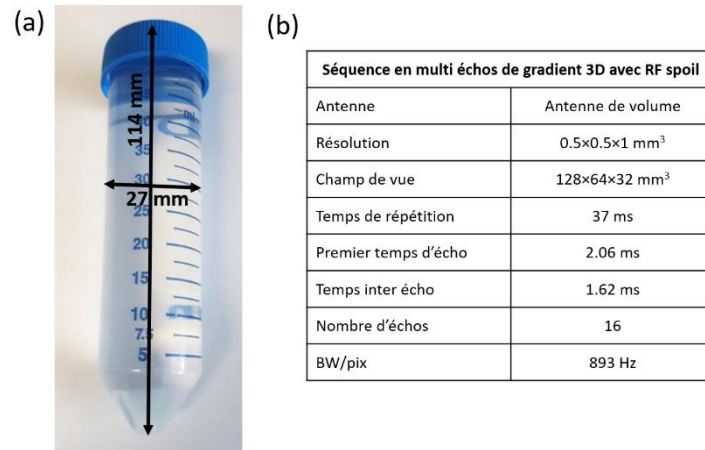 (a)
114 mm
27 mm
ml
35
30
25
20
15
10
7.5
5
(b)
Séquence en multi échos de gradient 3D avec RF spoil
Antenne Antenne de volume
Résolution 0.5×0.5×1 mm³
Champ de vue 128×64×32 mm³
Temps de répétition 37 ms
Premier temps d'écho 2.06 ms
Temps inter écho 1.62 ms
Nombre d'échos 16
BW/pix 893 Hz